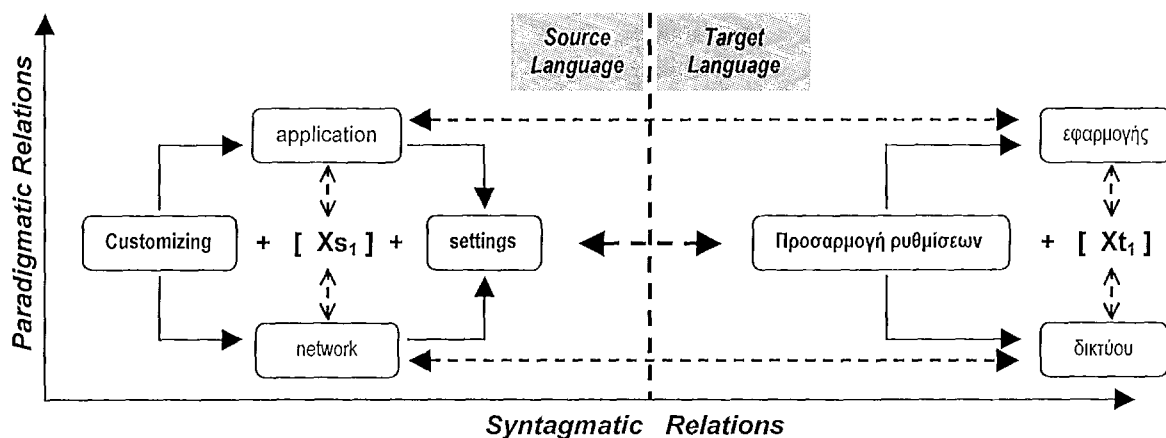 Paradigmatic Relations
Source
Language
Target
Language
application
εφαρμογής
Customizing + [ Xs1 ] + settings
Προσαρμογή ρυθμίσεων + [ Xt1 ]
network
δικτύου
Syntagmatic Relations